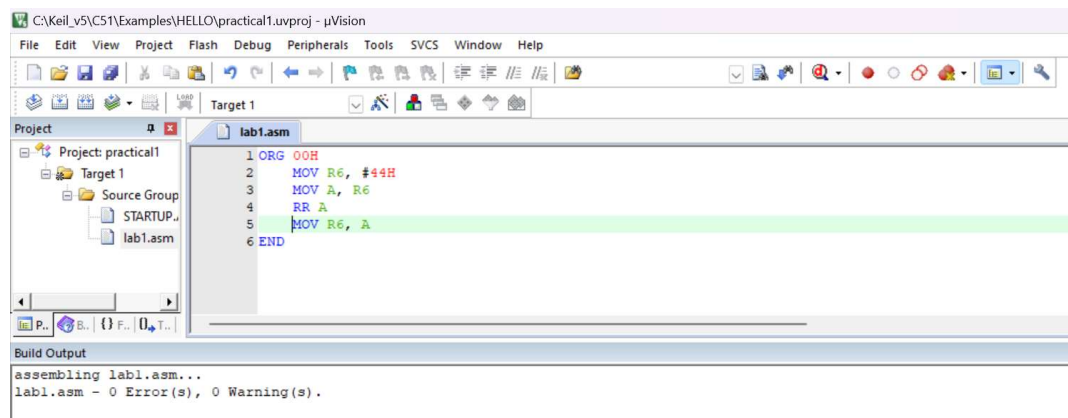 C:\Keil_v5\C51\Examples\HELLO\practical1.uvproj - µVision
File Edit View Project Flash Debug Peripherals Tools SVCS Window Help
Target 1
Project
lab1.asm
Project: practical1
Target 1
Source Group
STARTUP.
lab1.asm
1 ORG 00H
2 MOV R6, #44H
3 MOV A, R6
4 RR A
5 MOV R6, A
6 END
P.. B.. {} F.. T..
Build Output
assembling lab1.asm...
lab1.asm - 0 Error(s), 0 Warning(s).